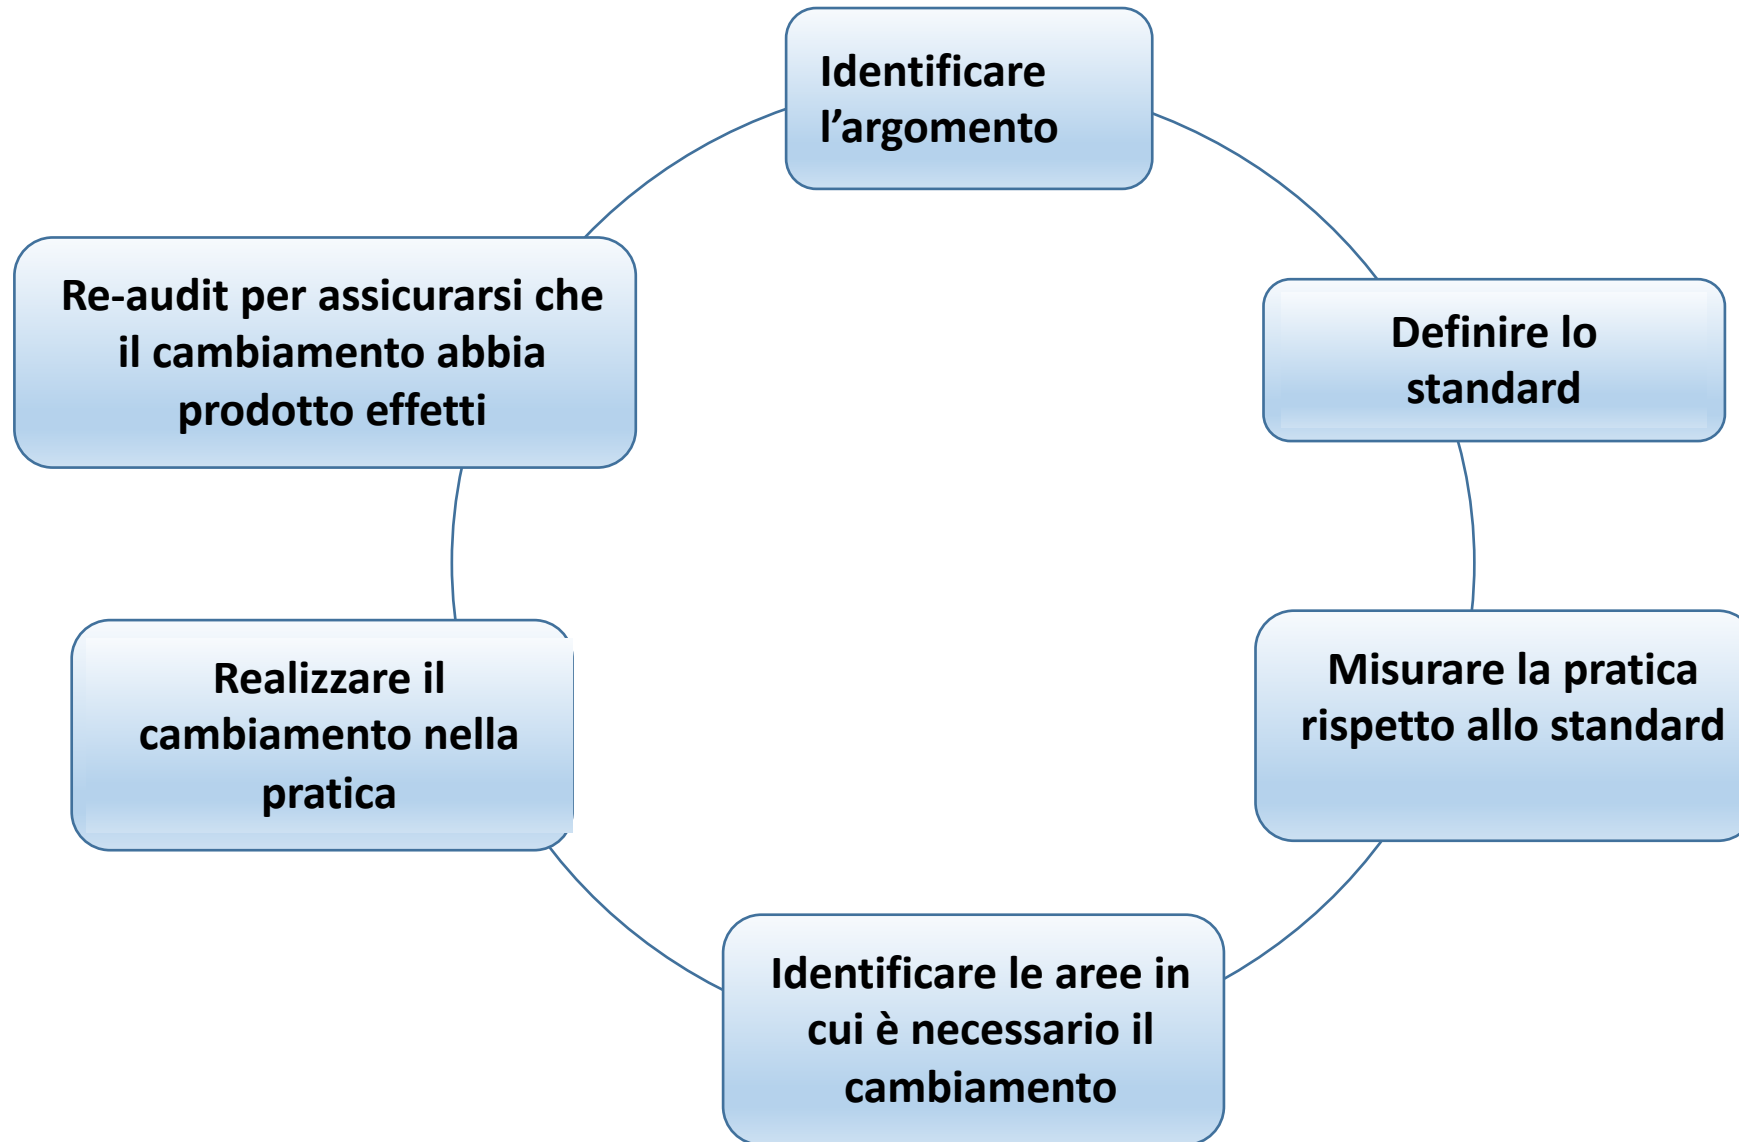 Identificare
l’argomento
Definire lo
standard
Misurare la pratica
rispetto allo standard
Identificare le aree in
cui è necessario il
cambiamento
Realizzare il
cambiamento nella
pratica
Re-audit per assicurarsi che
il cambiamento abbia
prodotto effetti